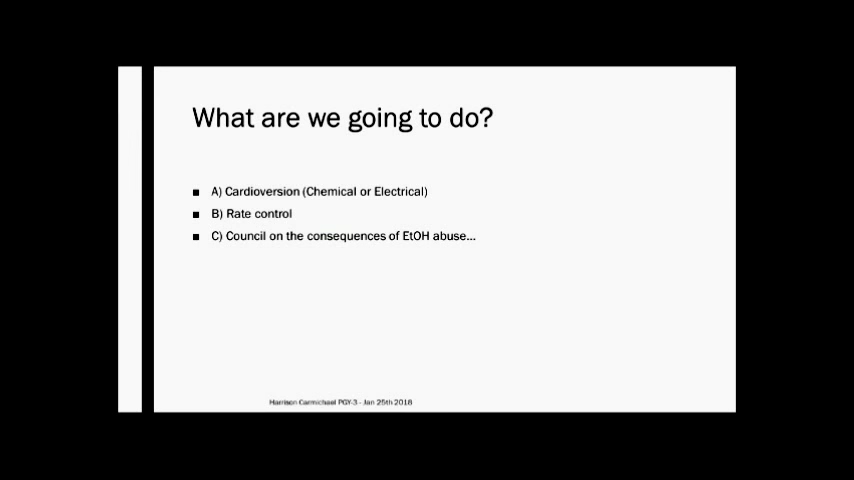 What are we going to do?
A) Cardioversion (Chemical or Electrical)
B) Rate control
C) Council on the consequences of EtOH abuse...
Harrison Carmichael PGY-3 - Jan 25th 2018